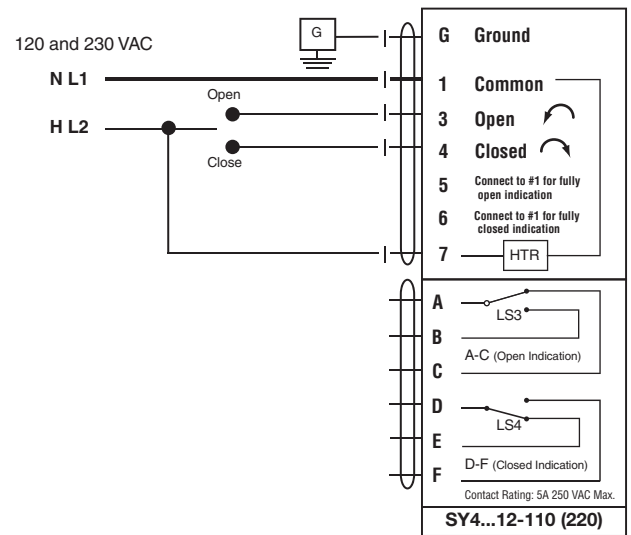 120 and 230 VAC
G
G Ground
N L1
1 Common
Open
3 Open
H L2
4 Closed
Close
5 Connect to #1 for fully
open indication
6 Connect to #1 for fully
closed indication
7 HTR
A
LS3
B
A-C (Open Indication)
C
D
LS4
E
D-F (Closed Indication)
F
Contact Rating: 5A 250 VAC Max.
SY4...12-110 (220)